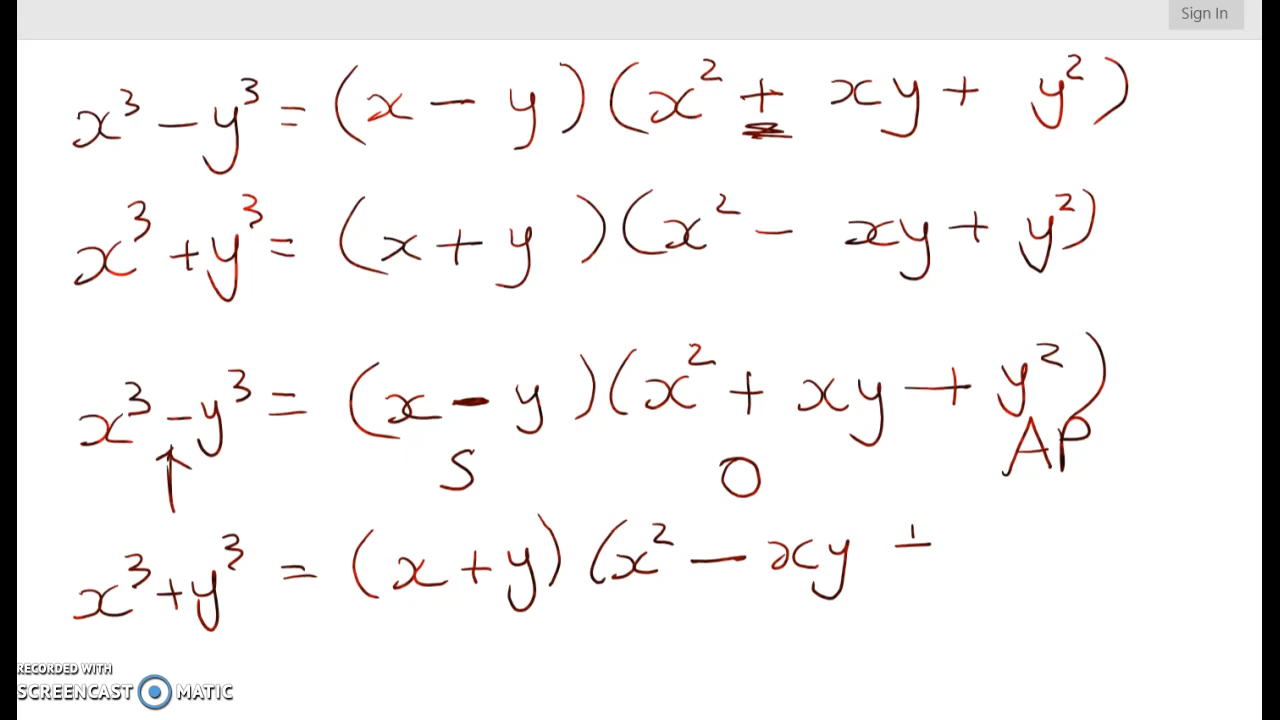 Sign In
x³ - y³ = (x - y)(x² + xy + y²)
x³ + y³ = (x + y)(x² - xy + y²)
x³ - y³ = (x - y)(x² + xy + y²)
↑ S O AP
x³ + y³ = (x + y)(x² - xy +
RECORDED WITH
SCREENCAST MATIC